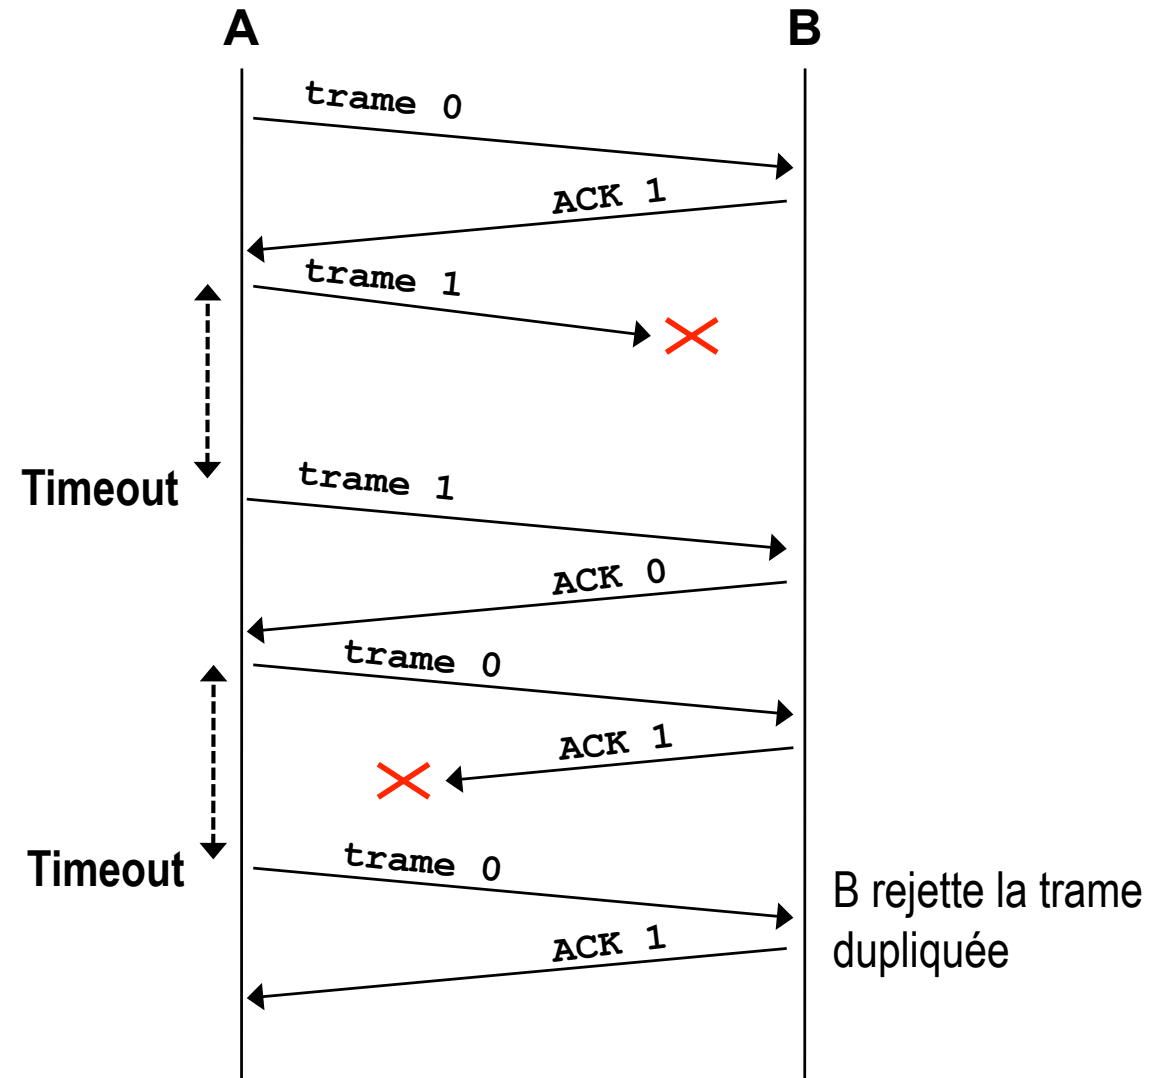 A
B
trame 0
ACK 1
trame 1
Timeout
trame 1
ACK 0
trame 0
ACK 1
Timeout
trame 0
B rejette la trame
dupliquée
ACK 1